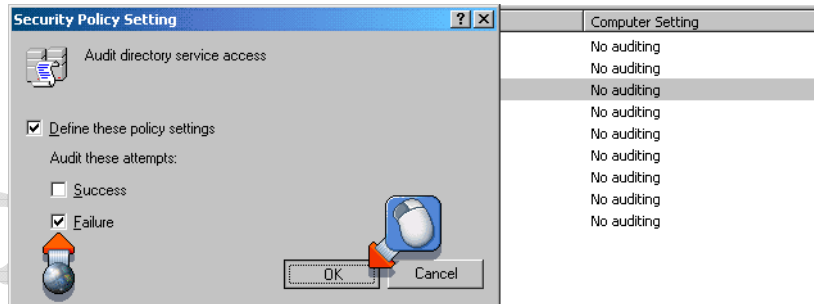 Security Policy Setting
Audit directory service access
Define these policy settings
Audit these attempts:
Success
Failure
OK
Cancel
Computer Setting
No auditing
No auditing
No auditing
No auditing
No auditing
No auditing
No auditing
No auditing
No auditing